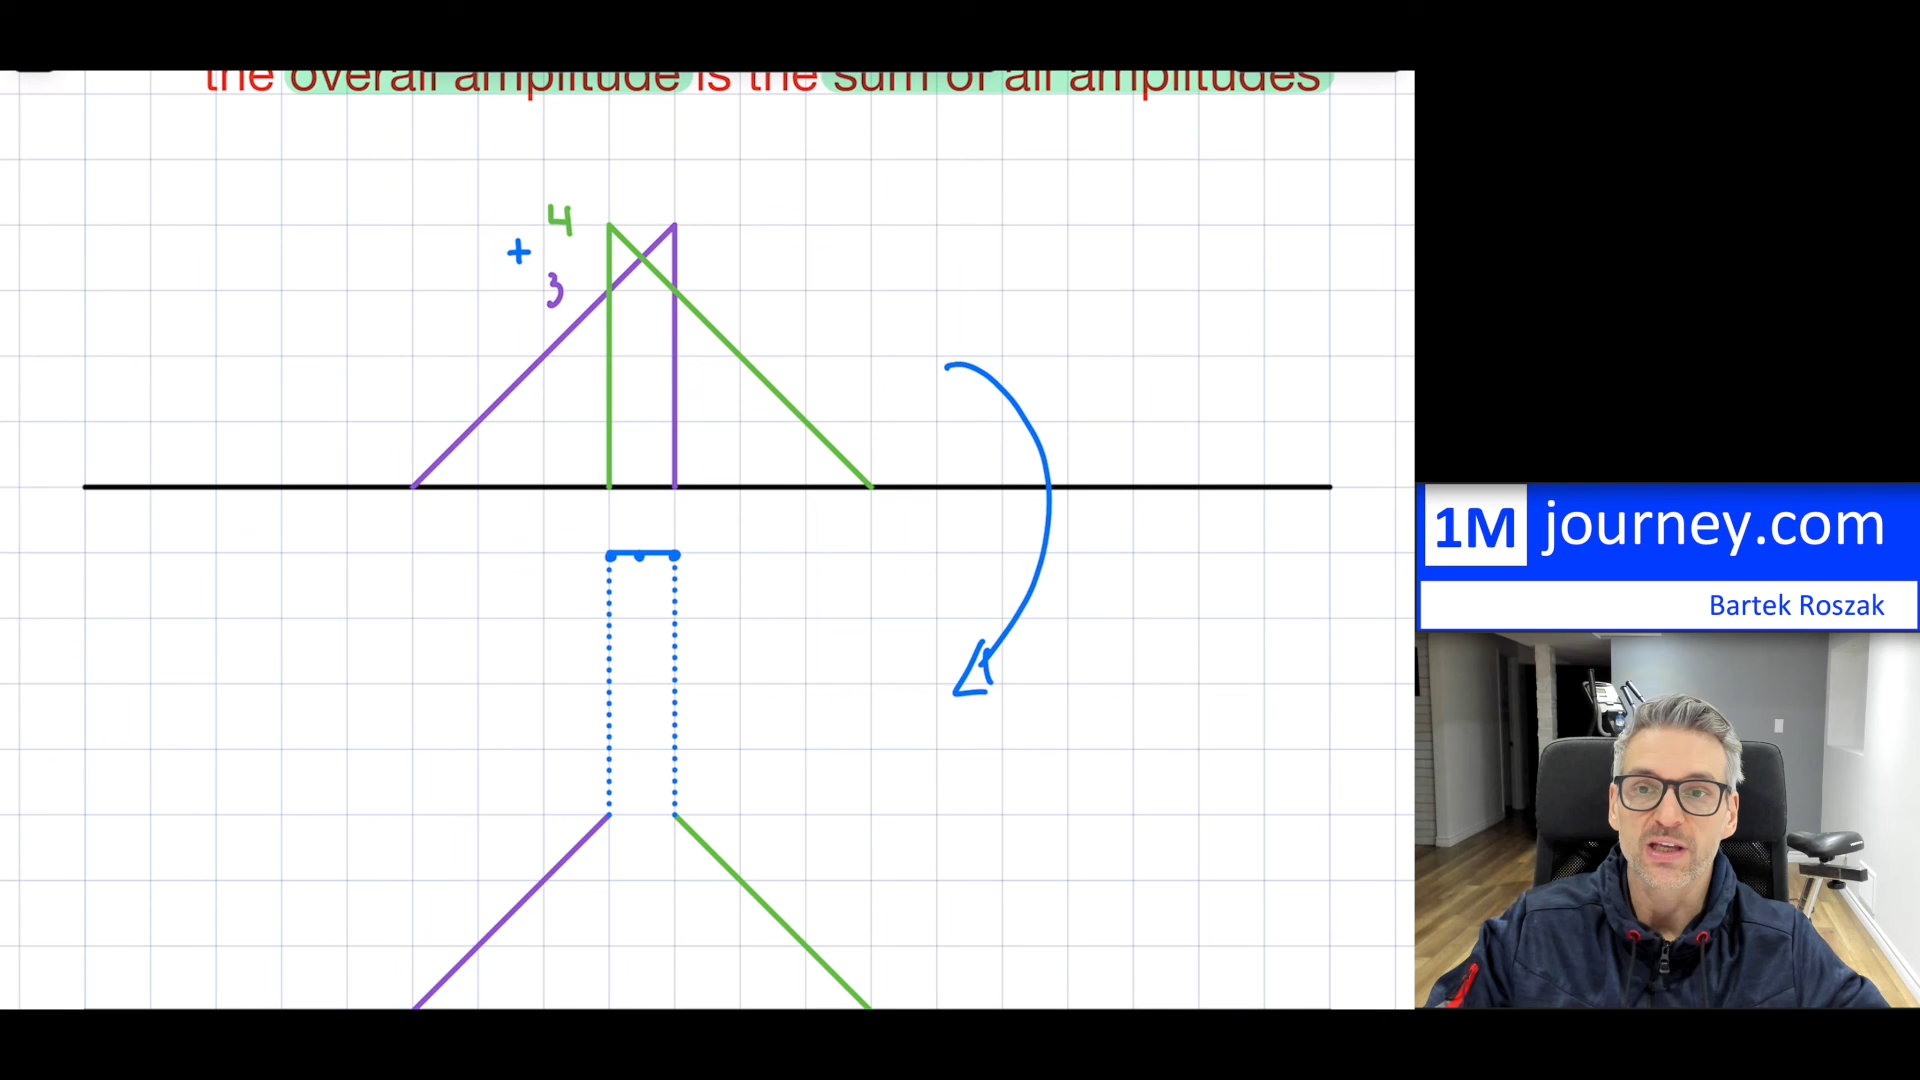 the overall amplitude is the sum of all amplitudes
4
+
3
1M journey.com
Bartek Roszak